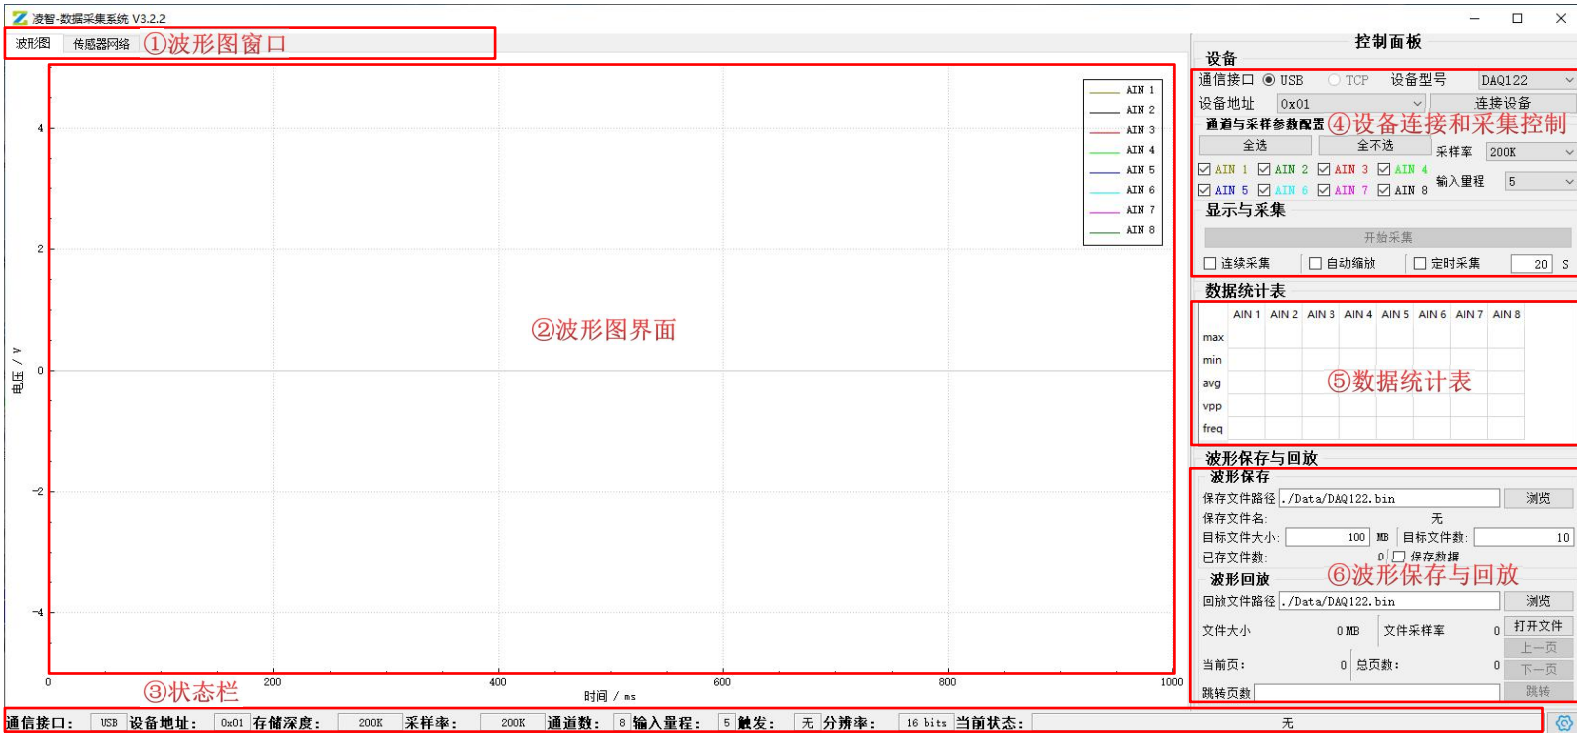 凌智-数据采集系统 V3.2.2
波形图 传感器网络 ①波形图窗口
控制面板
设备
通信接口 USB TCP 设备型号 DAQ122
设备地址 0x01 连接设备
通道与采样参数配置 ④设备连接和采集控制
全选 全不选 采样率 200K
AIN 1 AIN 2 AIN 3 AIN 4
输入量程 5
AIN 5 AIN 6 AIN 7 AIN 8
显示与采集
开始采集
连续采集 自动缩放 定时采集 20 S
AIN 1
AIN 2
AIN 3
AIN 4
AIN 5
AIN 6
AIN 7
AIN 8
4
2
0
-2
-4
电压 / V
②波形图界面
0 200 400 600 800 1000
时间 / ms
数据统计表
AIN 1 AIN 2 AIN 3 AIN 4 AIN 5 AIN 6 AIN 7 AIN 8
max
min
avg
vpp
freq
⑤数据统计表
波形保存与回放
波形保存
保存文件路径 ./Data/DAQ122.bin 浏览
保存文件名: 无
目标文件大小: 100 MB 目标文件数: 10
已存文件数: 0 保存数据
波形回放 ⑥波形保存与回放
回放文件路径 ./Data/DAQ122.bin 浏览
文件大小 0 MB 文件采样率 0 打开文件
上一页
当前页: 0 总页数: 0 下一页
跳转页数 跳转
③状态栏
通信接口: USB 设备地址: 0x01 存储深度: 200K 采样率: 200K 通道数: 8 输入量程: 5 触发: 无 分辨率: 16 bits 当前状态: 无